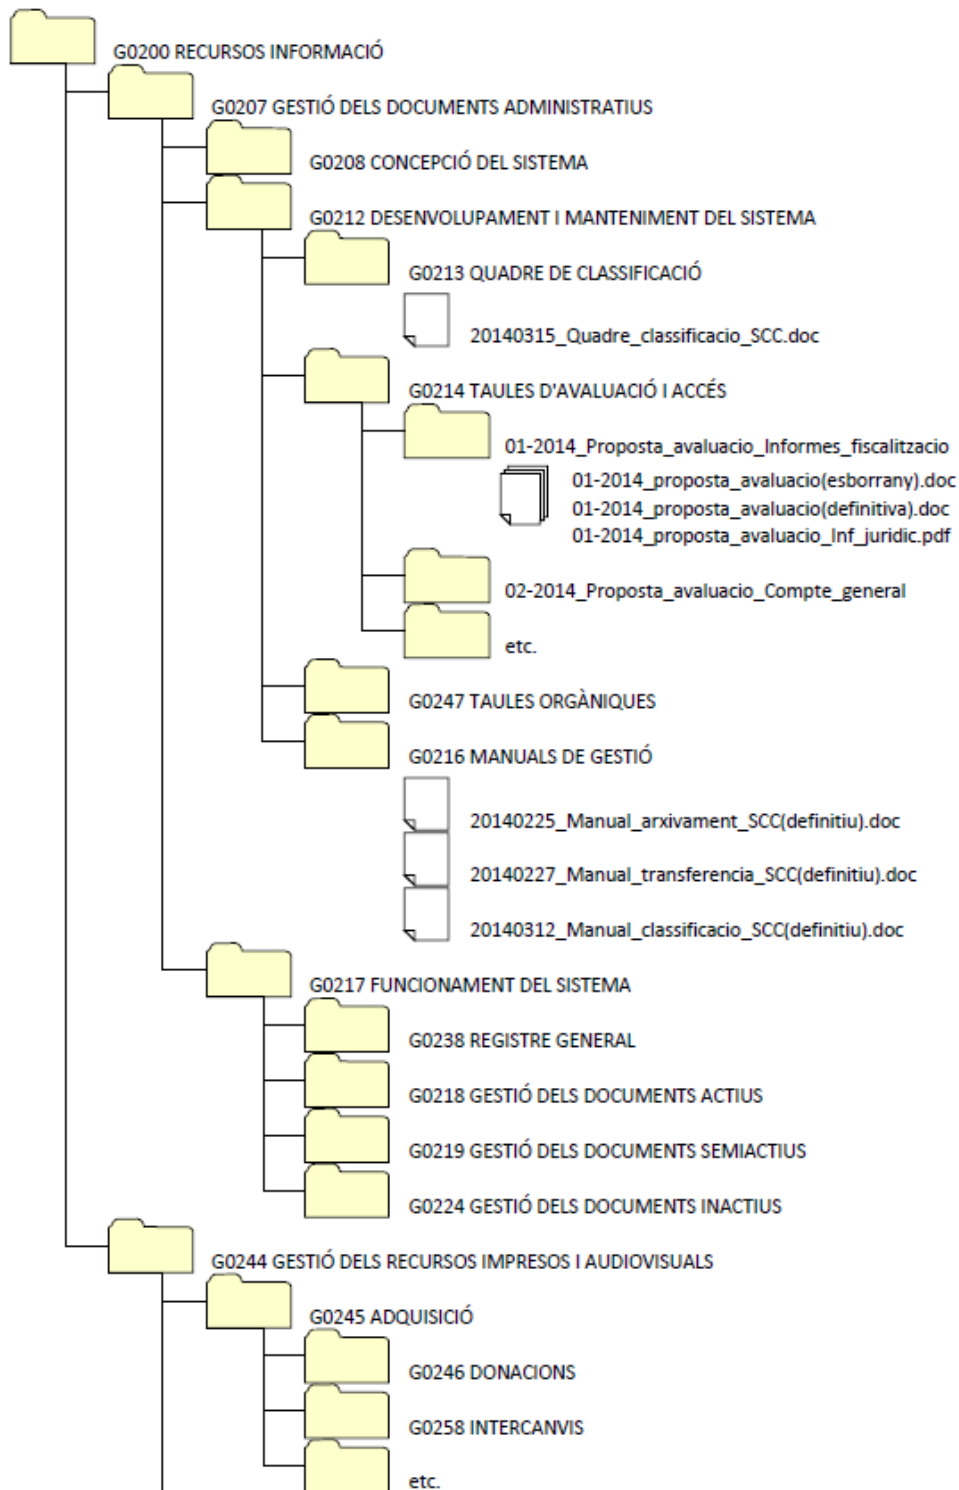 G0200 RECURSOS INFORMACIÓ
G0207 GESTIÓ DELS DOCUMENTS ADMINISTRATIUS
G0208 CONCEPCIÓ DEL SISTEMA
G0212 DESENVOLUPAMENT I MANTENIMENT DEL SISTEMA
G0213 QUADRE DE CLASSIFICACIÓ
20140315_Quadre_classificacio_SCC.doc
G0214 TAULES D'AVALUACIÓ I ACCÉS
01-2014_Proposta_avaluacio_Informes_fiscalitzacio
01-2014_proposta_avaluacio(esborrany).doc
01-2014_proposta_avaluacio(definitiva).doc
01-2014_proposta_avaluacio_Inf_juridic.pdf
02-2014_Proposta_avaluacio_Compte_general
etc.
G0247 TAULES ORGÀNIQUES
G0216 MANUALS DE GESTIÓ
20140225_Manual_arxivament_SCC(definitiu).doc
20140227_Manual_transferencia_SCC(definitiu).doc
20140312_Manual_classificacio_SCC(definitiu).doc
G0217 FUNCIONAMENT DEL SISTEMA
G0238 REGISTRE GENERAL
G0218 GESTIÓ DELS DOCUMENTS ACTIUS
G0219 GESTIÓ DELS DOCUMENTS SEMIACTIUS
G0224 GESTIÓ DELS DOCUMENTS INACTIUS
G0244 GESTIÓ DELS RECURSOS IMPRESOS I AUDIOVISUALS
G0245 ADQUISICIÓ
G0246 DONACIONS
G0258 INTERCANVIS
etc.